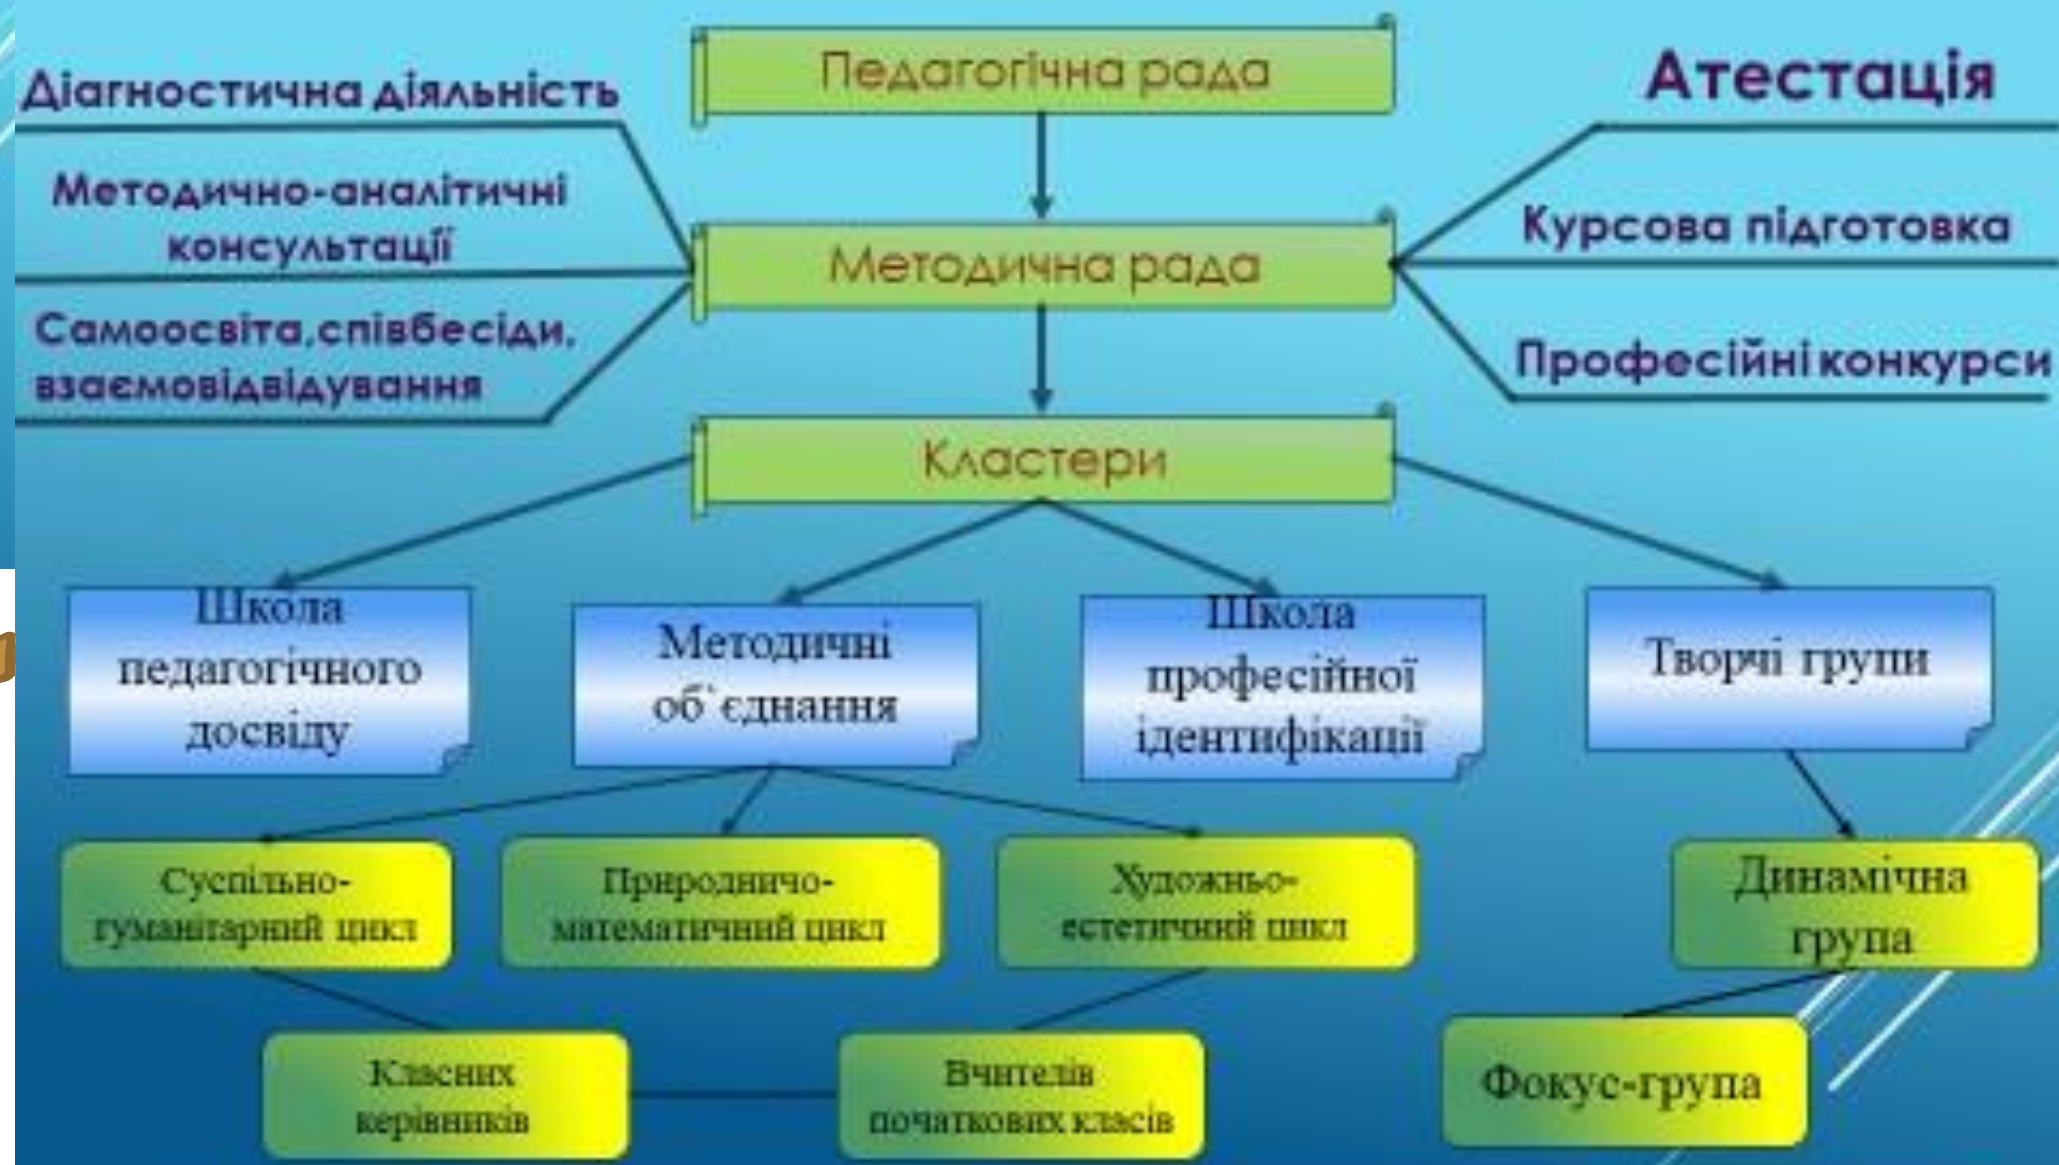 Педагогічна рада
Діагностична діяльність
Методично-аналітичні
консультації
Самоосвіта,співбесіди,
взаємовідвідування
Методична рада
Атестація
Курсова підготовка
Професійні конкурси
Кластери
Школа
педагогічного
досвіду
Методичні
об`єднання
Школа
професійної
ідентифікації
Творчі групи
Суспільно-
гуманітарний цикл
Природничо-
математичний цикл
Художньо-
естетичний цикл
Динамічна
група
Класних
керівників
Вчителів
початкових класів
Фокус-група